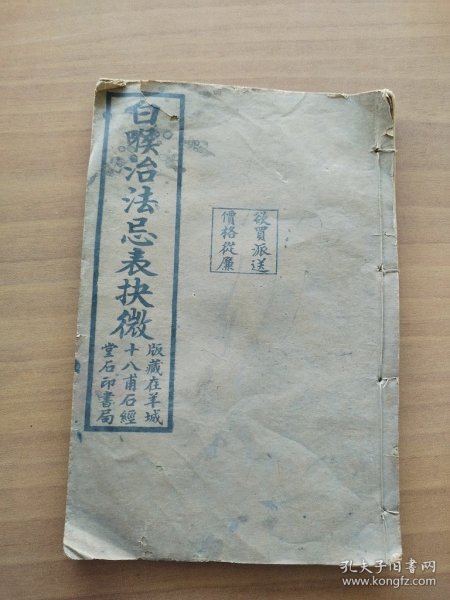 白喉治法忌表抉微
版藏在羊城
十八甫石經
堂石印書局
欲買派送
價格從廉
孔夫子旧書网
www.kongfz.com